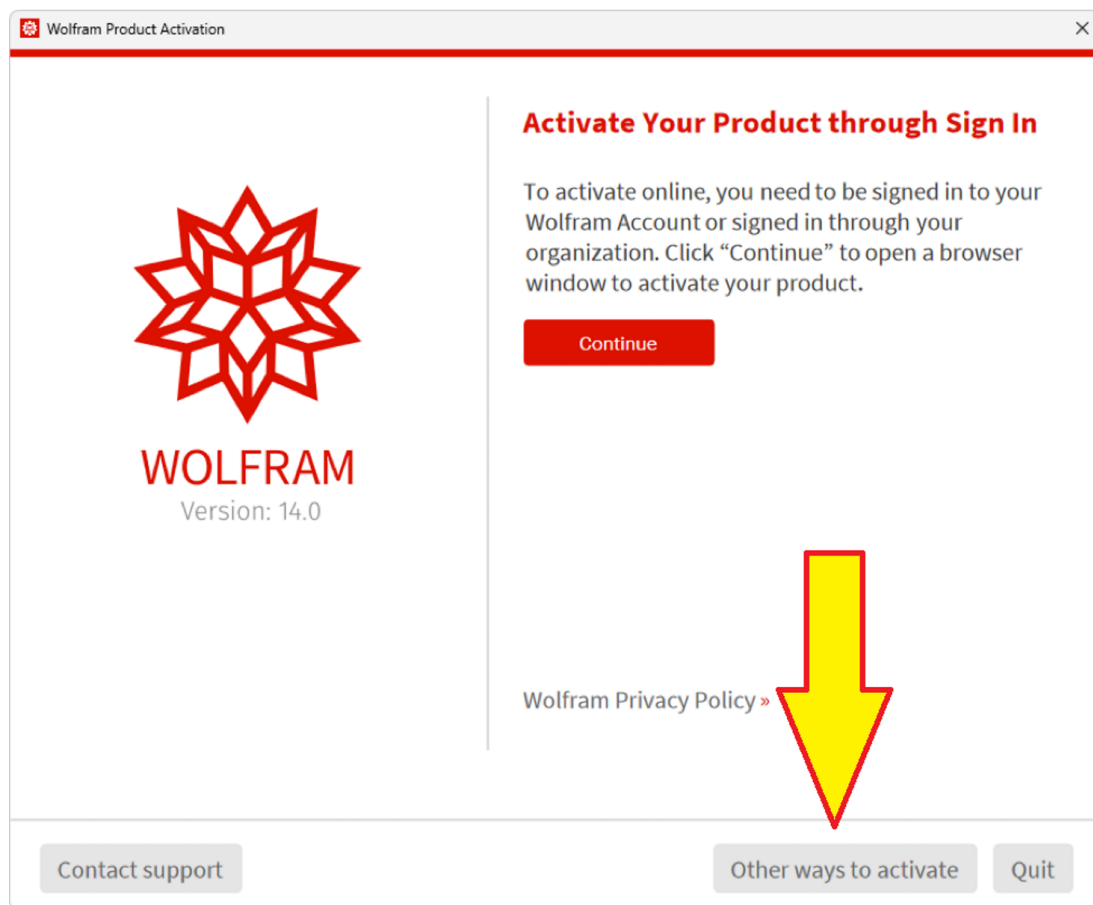 Wolfram Product Activation
Activate Your Product through Sign In
To activate online, you need to be signed in to your
Wolfram Account or signed in through your
organization. Click “Continue” to open a browser
window to activate your product.
Continue
WOLFRAM
Version: 14.0
Wolfram Privacy Policy »
Contact support
Other ways to activate
Quit